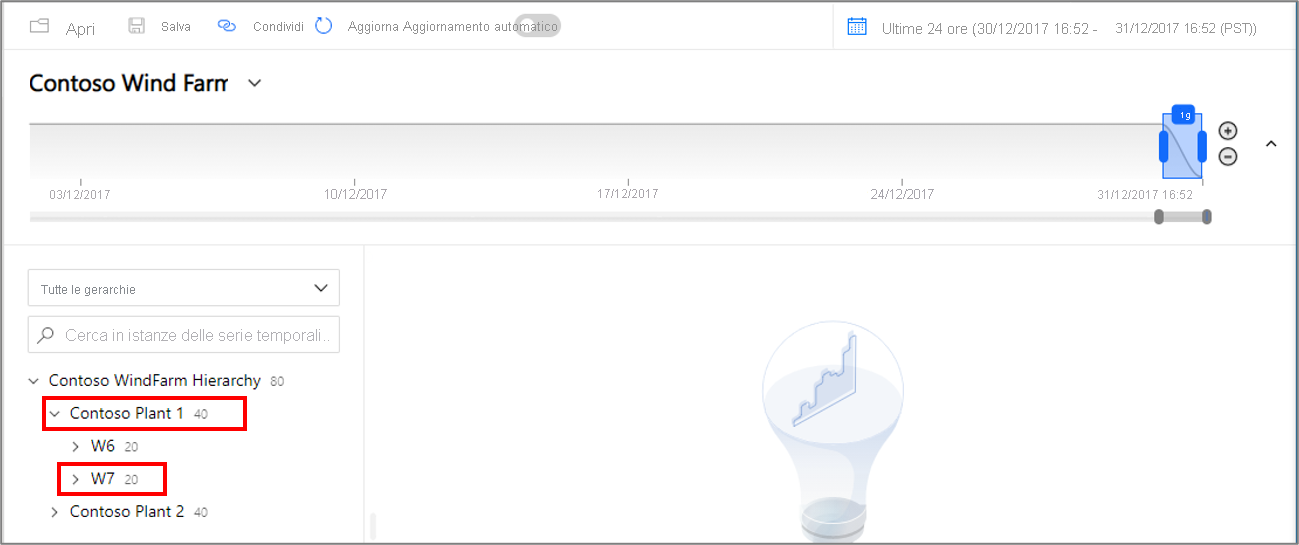 Apri Salva Condividi Aggiorna Aggiornamento automatico Ultime 24 ore (30/12/2017 16:52 - 31/12/2017 16:52 (PST))
Contoso Wind Farm
1g
03/12/2017 10/12/2017 17/12/2017 24/12/2017 31/12/2017 16:52
Tutte le gerarchie
Cerca in istanze delle serie temporali..
Contoso WindFarm Hierarchy 80
Contoso Plant 1 40
W6 20
W7 20
Contoso Plant 2 40